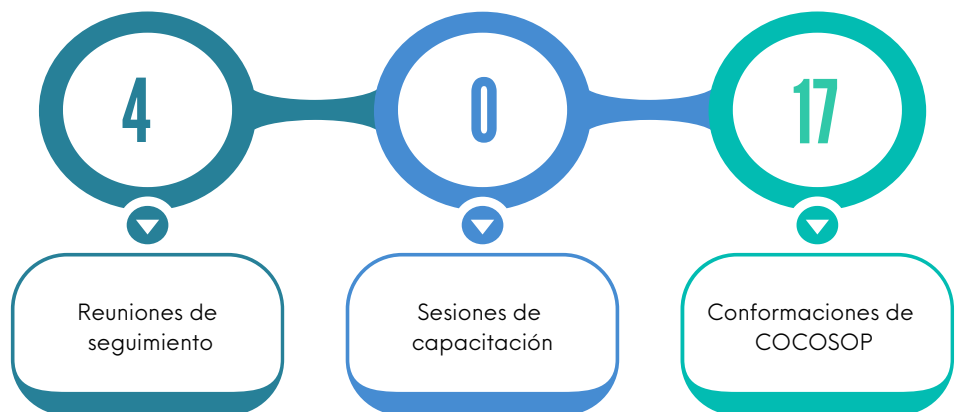 4
0
17
Reuniones de
seguimiento
Sesiones de
capacitación
Conformaciones de
COCOSOP